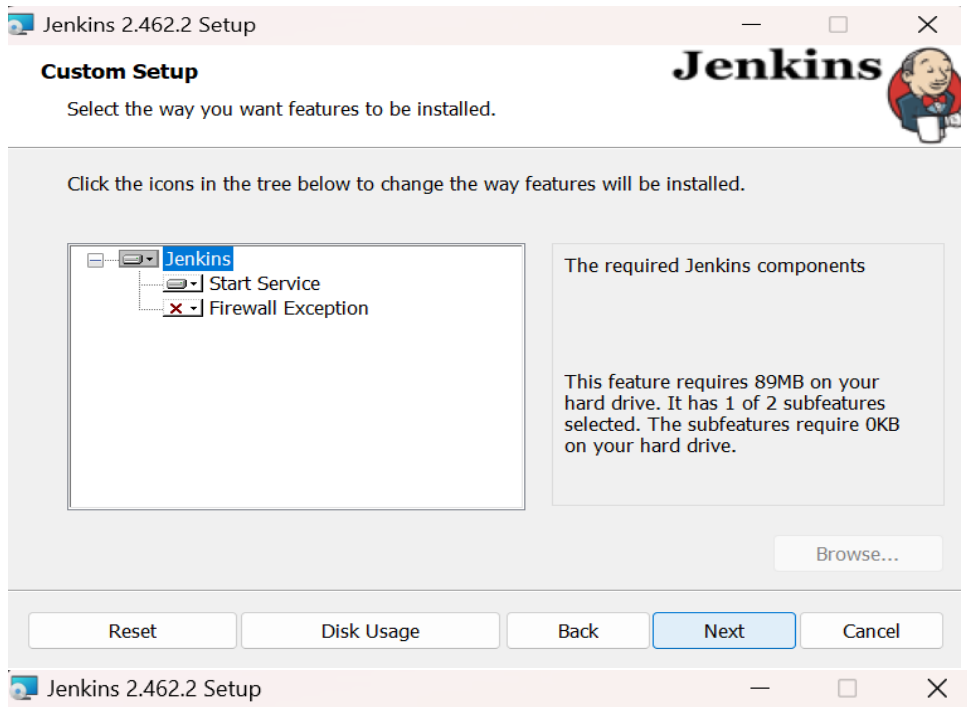 Jenkins 2.462.2 Setup
Custom Setup
Jenkins
Select the way you want features to be installed.
Click the icons in the tree below to change the way features will be installed.
Jenkins
Start Service
Firewall Exception
The required Jenkins components
This feature requires 89MB on your
hard drive. It has 1 of 2 subfeatures
selected. The subfeatures require 0KB
on your hard drive.
Browse...
Reset
Disk Usage
Back
Next
Cancel
Jenkins 2.462.2 Setup